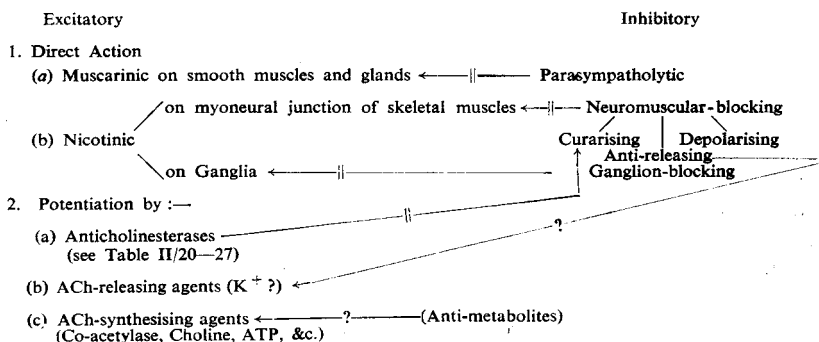 Excitatory Inhibitory
1. Direct Action
(a) Muscarinic on smooth muscles and glands Parasympatholytic
on myoneural junction of skeletal muscles Neuromuscular-blocking
(b) Nicotinic Curarising Depolarising
Anti-releasing
on Ganglia Ganglion-blocking
2. Potentiation by :—
(a) Anticholinesterases
(see Table II/20—27)
?
(b) ACh-releasing agents (K+ ?)
(c) ACh-synthesising agents ? (Anti-metabolites)
(Co-acetylase, Choline, ATP, &c.)